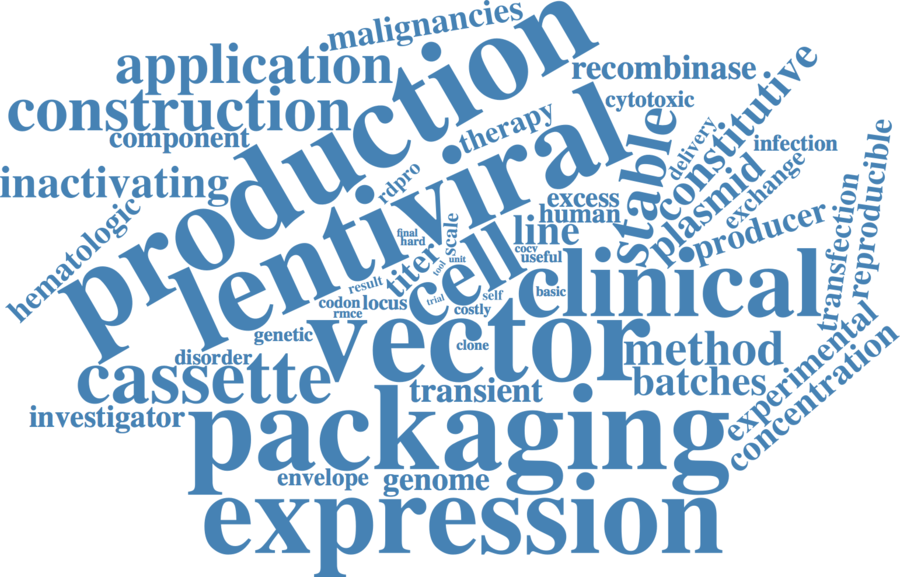 malignancies
production
application
recombinase
construction
cytotoxic
constitutive
component
therapy
stable
delivery
infection
lentiviral
inactivating
rdpro
plasmid
exchange
reproducible
hematologic
excess
human
scale
line
producer
transfection
final
hard
titer
cell
cocv
useful
unit
tool
clinical
result
codon
locus
trial
self
basic
rmce
costly
genetic
vector
clone
method
experimental
disorder
cassette
transient
batches
concentration
investigator
packaging
envelope
genome
expression